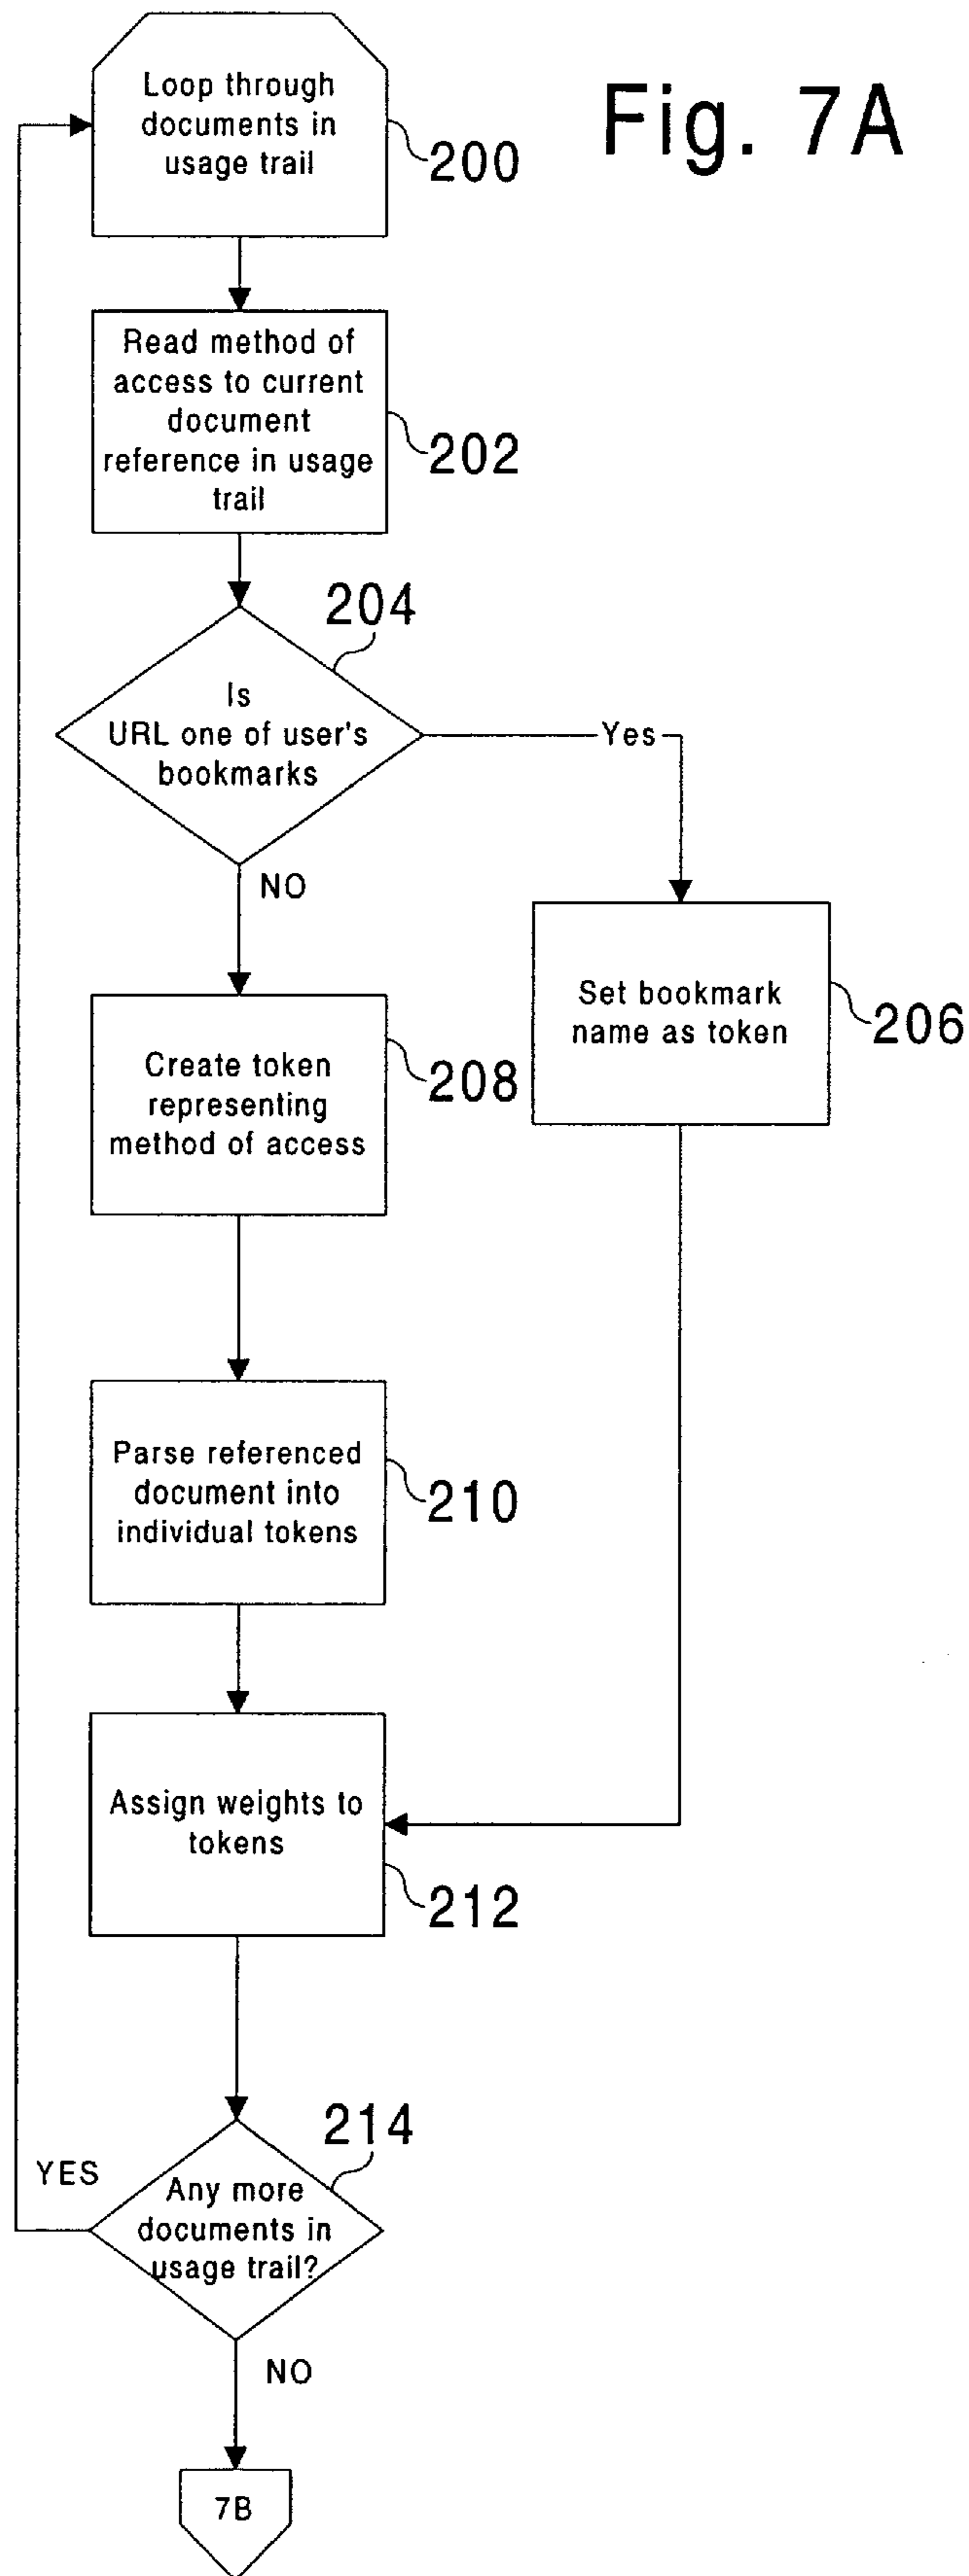 Fig. 7A
Loop through
documents in
usage trail
200
Read method of
access to current
document
reference in usage
trail
202
204
Is
URL one of user's
bookmarks
Yes
NO
Set bookmark
name as token
206
Create token
representing
method of access
208
Parse referenced
document into
individual tokens
210
Assign weights to
tokens
212
214
YES
Any more
documents in
usage trail?
NO
7B